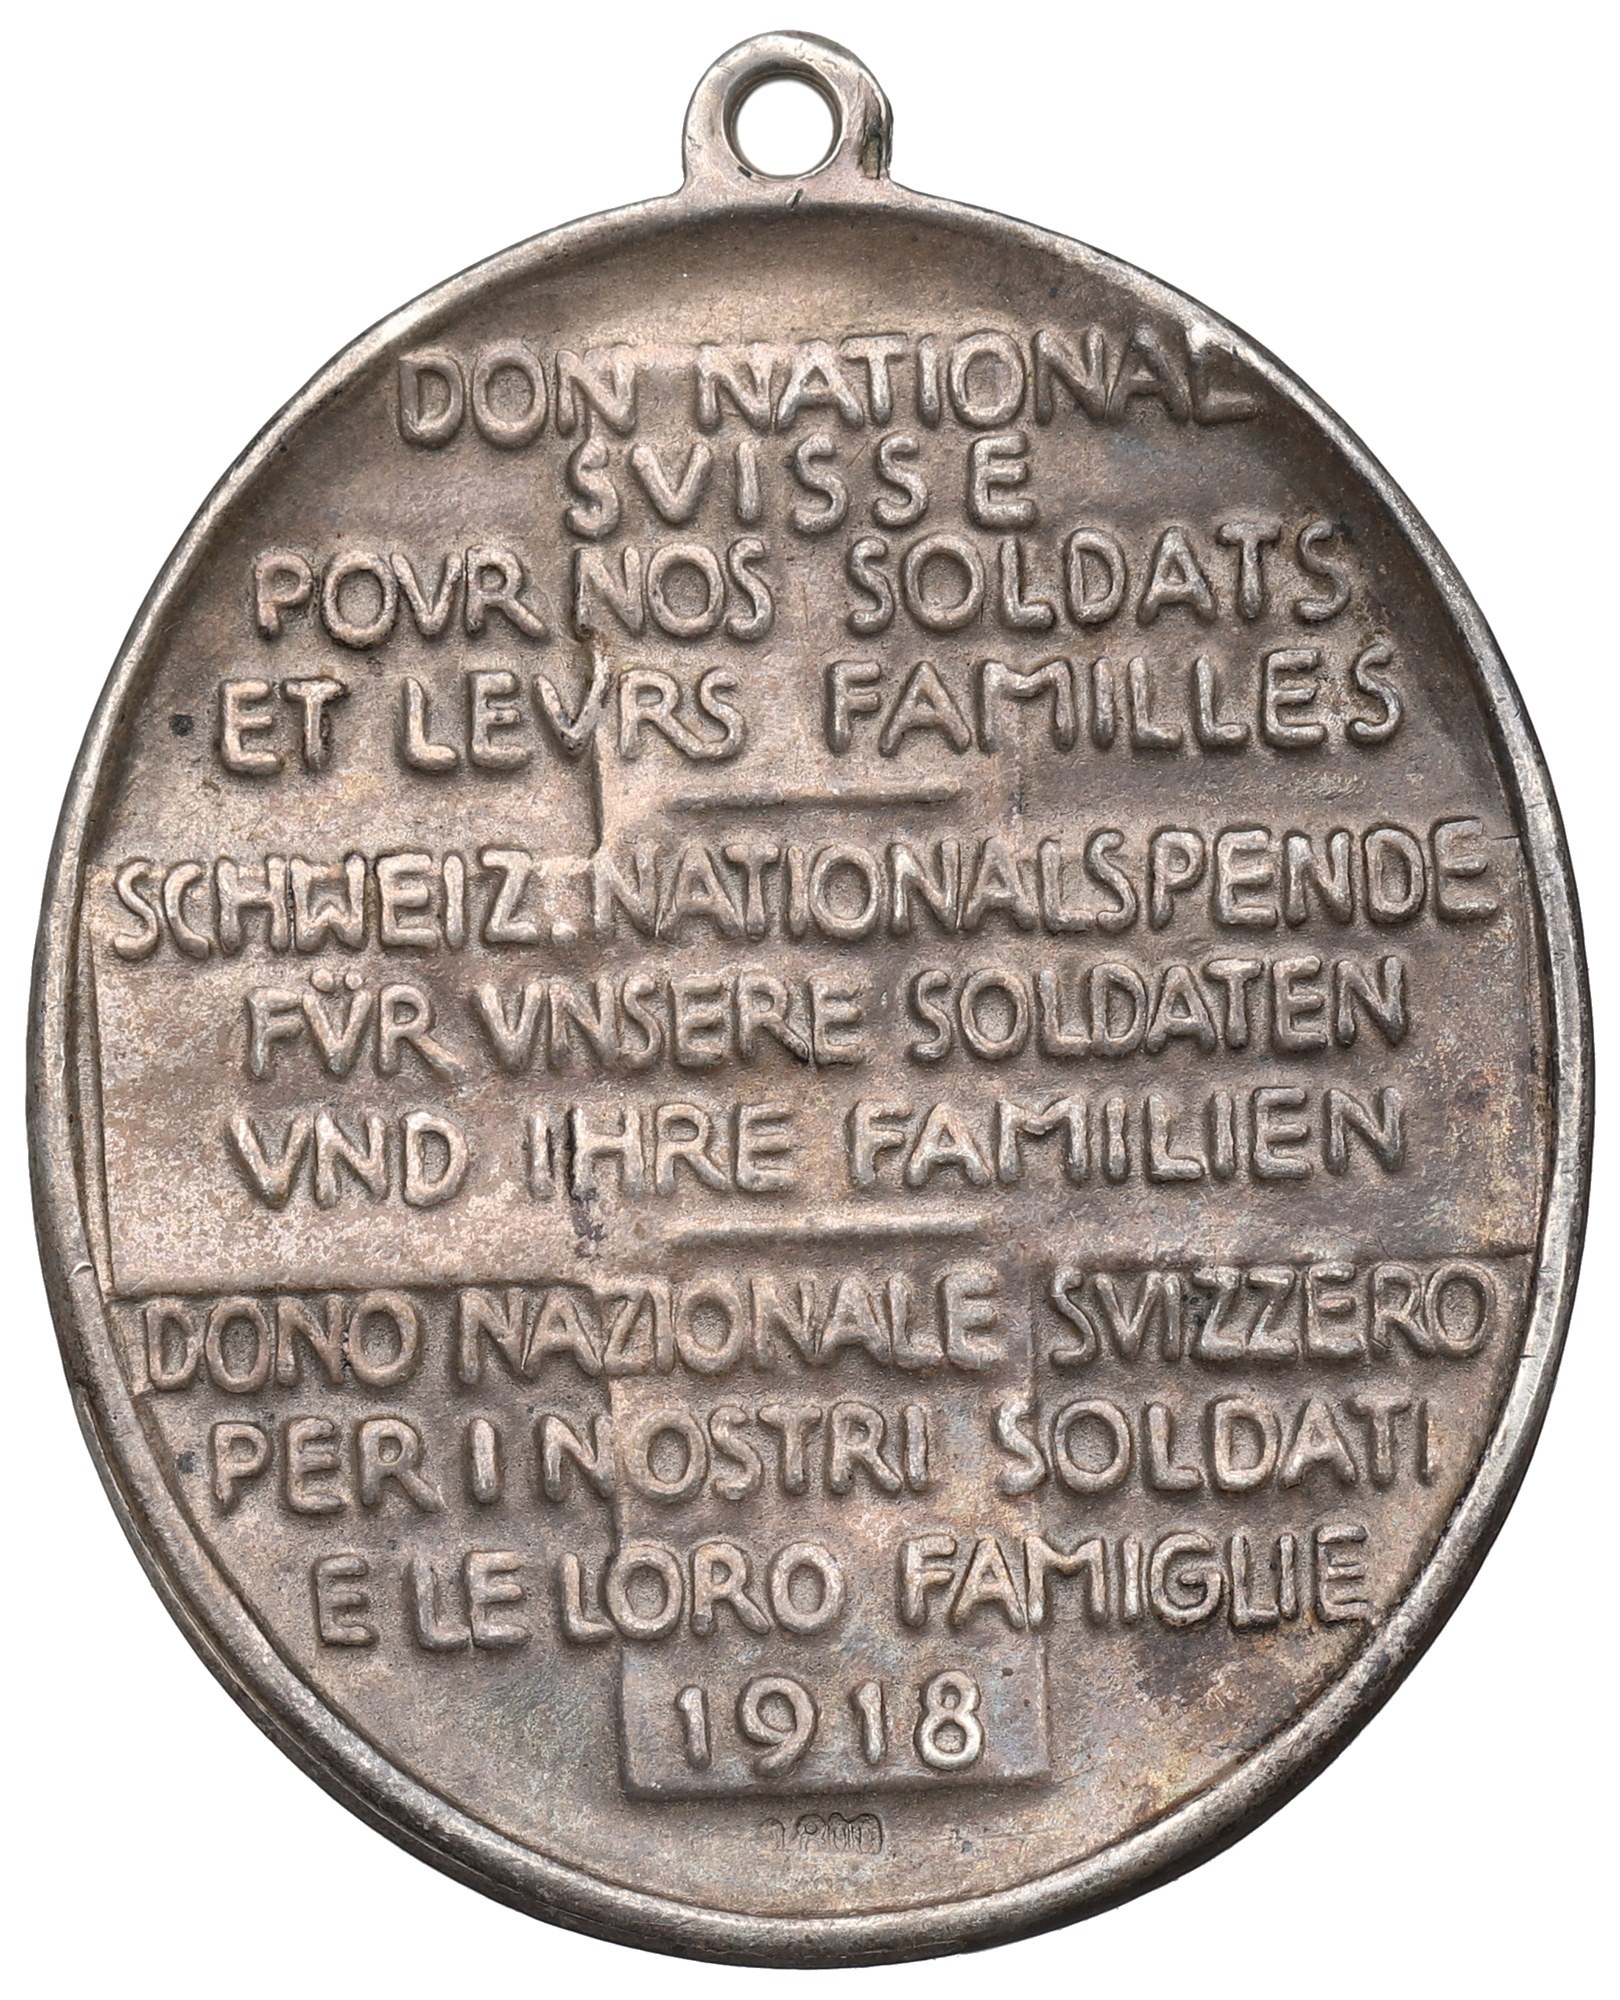 DON NATIONAL
SVISSE
POVR NOS SOLDATS
ET LEVRS FAMILLES
SCHWEIZ. NATIONALSPENDE
FÜR VNSERE SOLDATEN
VND IHRE FAMILIEN
DONO NAZIONALE SVIZZERO
PER I NOSTRI SOLDATI
E LE LORO FAMIGLIE
1918